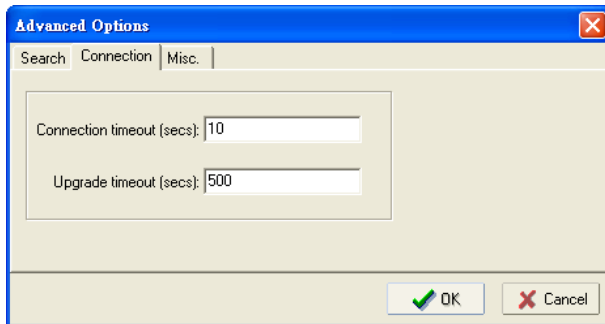 Advanced Options
Search Connection Misc.
Connection timeout (secs): 10
Upgrade timeout (secs): 500
OK Cancel